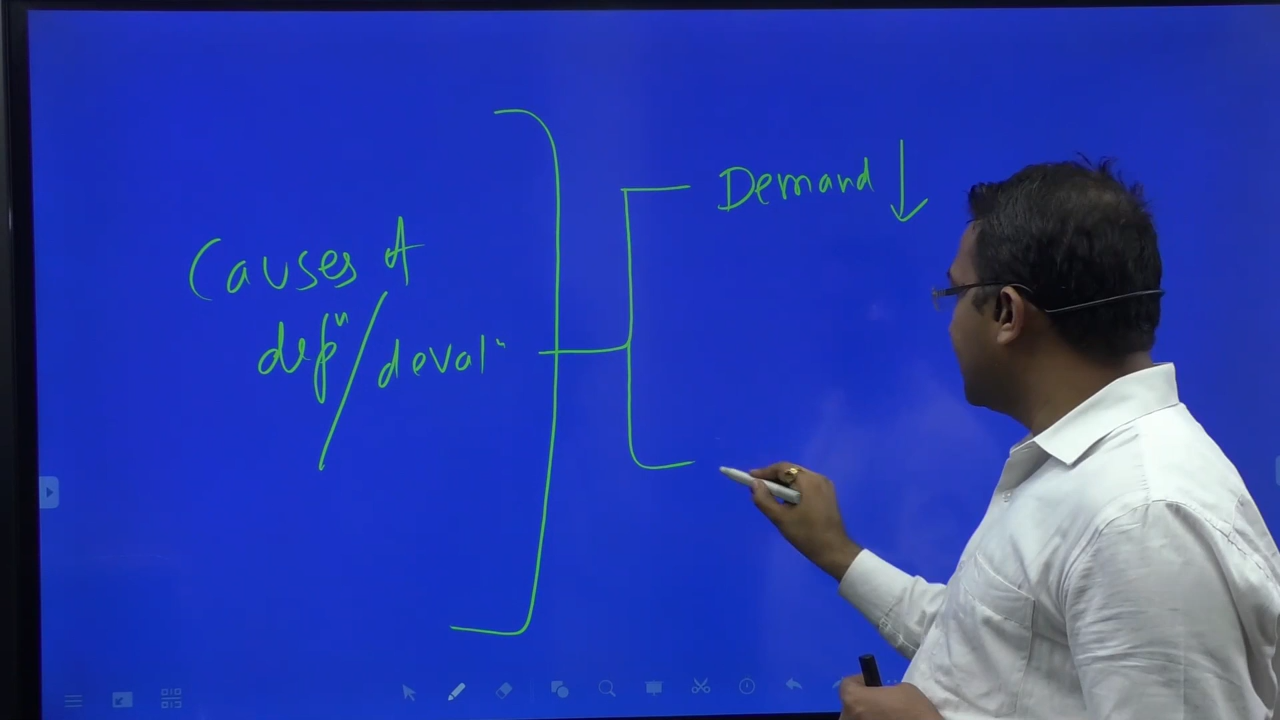 Causes of
depⁿ/devalⁿ
Demand ↓